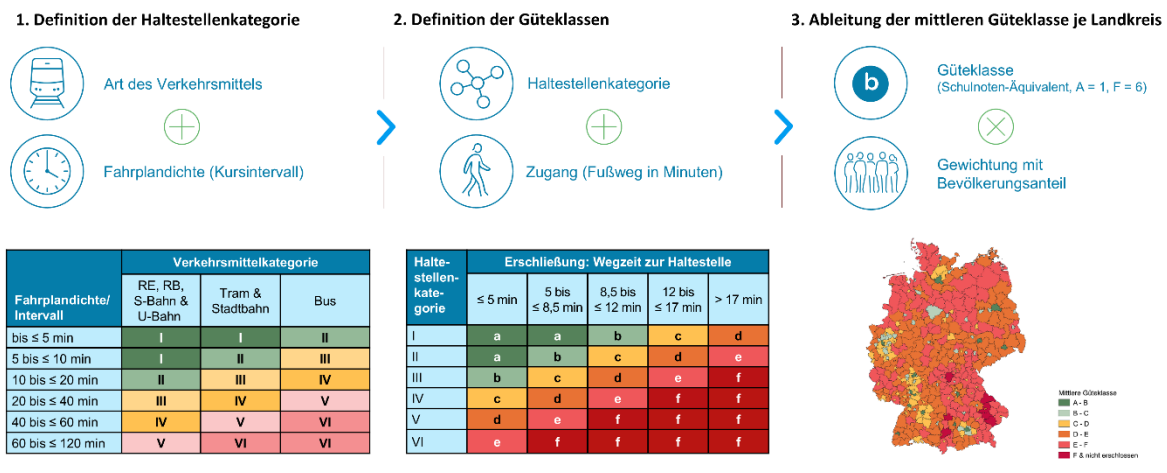 1. Definition der Haltestellenkategorie
Art des Verkehrsmittels
Fahrplandichte (Kursintervall)
2. Definition der Güteklassen
Haltestellenkategorie
Zugang (Fußweg in Minuten)
3. Ableitung der mittleren Güteklasse je Landkreis
b
Güteklasse
(Schulnoten-Äquivalent, A = 1, F = 6)
Gewichtung mit
Bevölkerungsanteil
Fahrplandichte/
Intervall
Verkehrsmittelkategorie
RE, RB,
S-Bahn &
U-Bahn
Tram &
Stadtbahn
Bus
bis ≤ 5 min I I II
5 bis ≤ 10 min I II III
10 bis ≤ 20 min II III IV
20 bis ≤ 40 min III IV V
40 bis ≤ 60 min IV V VI
60 bis ≤ 120 min V VI VI
Halte-
stellen-
kate-
gorie
Erschließung: Wegzeit zur Haltestelle
≤ 5 min
5 bis
≤ 8,5 min
8,5 bis
≤ 12 min
12 bis
≤ 17 min
> 17 min
I a a b c d
II a b c d e
III b c d e f
IV c d e f f
V d e f f f
VI e f f f f
Mittlere Güteklasse
A - B
B - C
C - D
D - E
E - F
F & nicht erschlossen